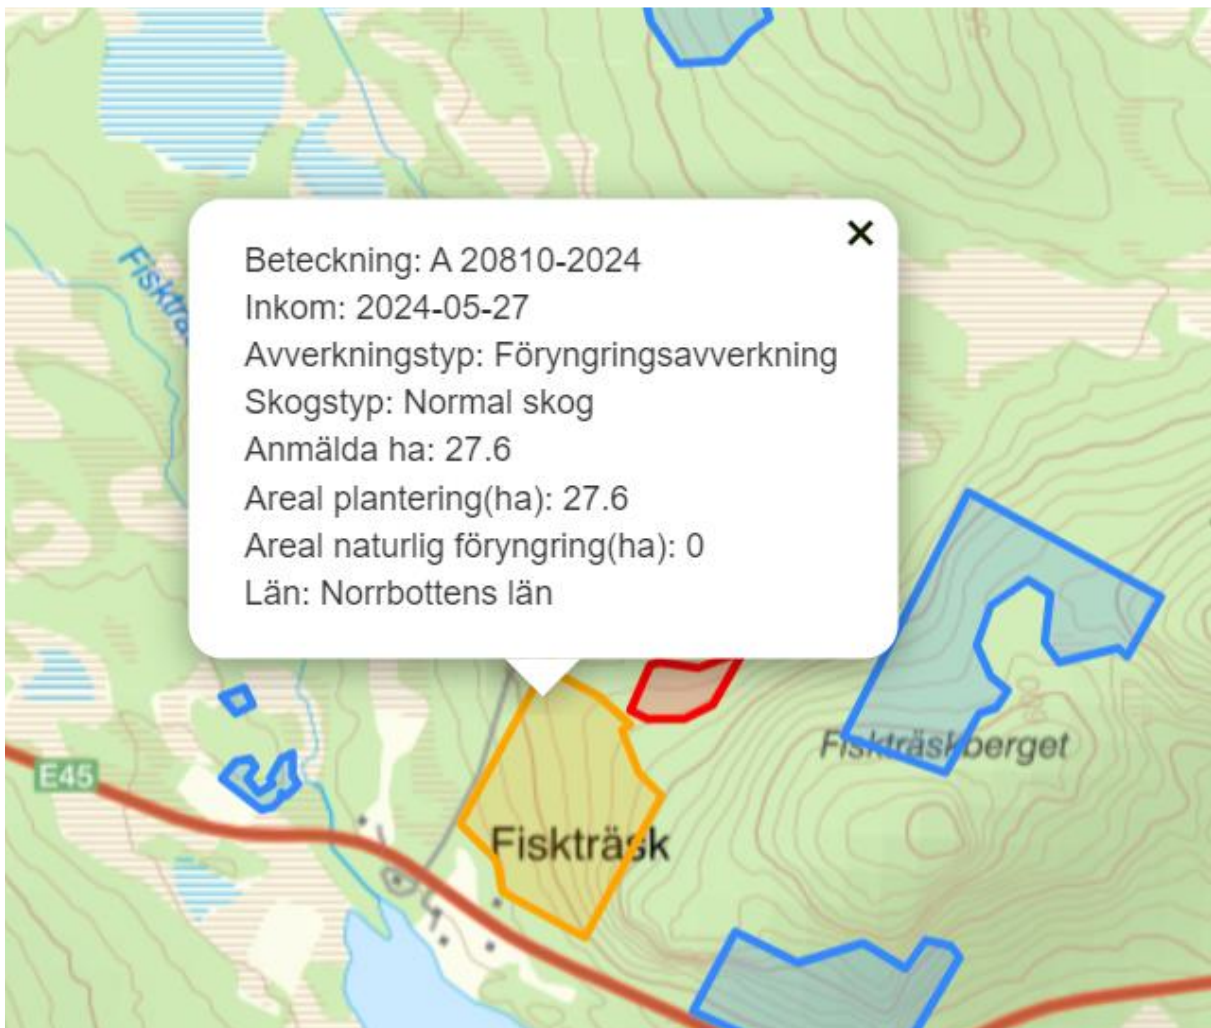 Beteckning: A 20810-2024
Inkom: 2024-05-27
Avverkningstyp: Föryngringsavverkning
Skogstyp: Normal skog
Anmälda ha: 27.6
Areal plantering(ha): 27.6
Areal naturlig föryngring(ha): 0
Län: Norrbottens län
Fiskträskberget
E45
Fiskträsk